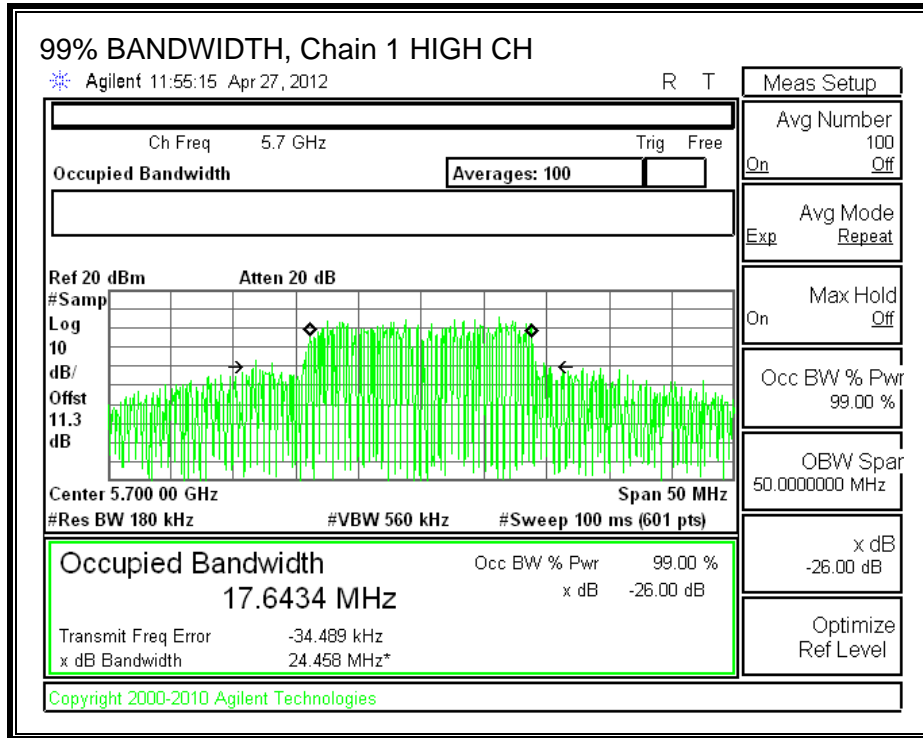 99% BANDWIDTH, Chain 1 HIGH CH
Agilent 11:55:15 Apr 27, 2012
R T
Ch Freq 5.7 GHz
Trig Free
Occupied Bandwidth
Averages: 100
Ref 20 dBm
Atten 20 dB
#Samp
Log
10
dB/
Offst
11.3
dB
Center 5.700 00 GHz
Span 50 MHz
#Res BW 180 kHz
#VBW 560 kHz
#Sweep 100 ms (601 pts)
Occupied Bandwidth
17.6434 MHz
Occ BW % Pwr 99.00 %
x dB -26.00 dB
Transmit Freq Error -34.489 kHz
x dB Bandwidth 24.458 MHz*
Copyright 2000-2010 Agilent Technologies
Meas Setup
Avg Number
100
On Off
Avg Mode
Exp Repeat
Max Hold
On Off
Occ BW % Pwr
99.00 %
OBW Span
50.0000000 MHz
x dB
-26.00 dB
Optimize
Ref Level